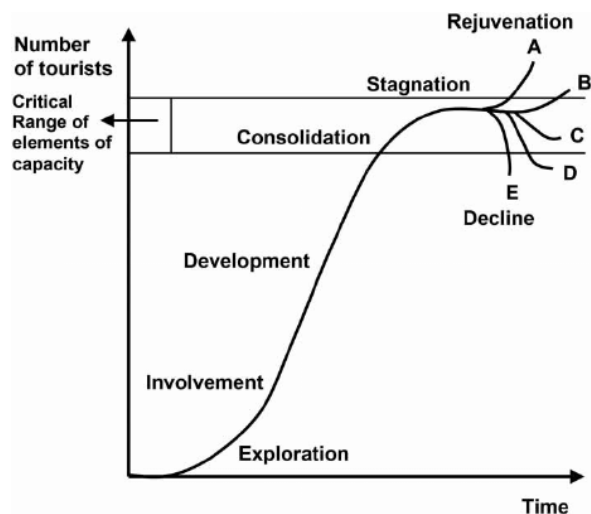 Rejuvenation
Number
of tourists
A
Stagnation
B
Critical
Range of
elements of
capacity
Consolidation
C
D
E
Decline
Development
Involvement
Exploration
Time